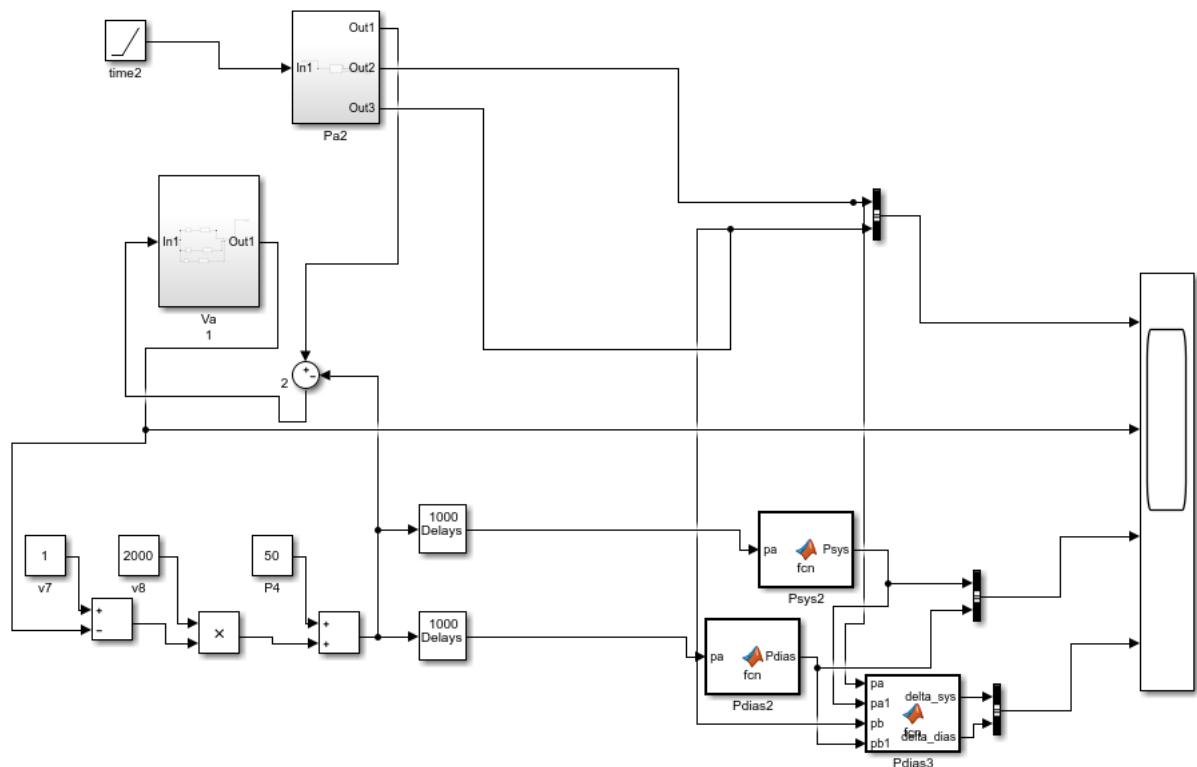 time2
In1
Out1
Out2
Out3
Pa2
In1
Out1
Va
1
+
−
2
1
v7
2000
v8
50
P4
+
−
×
+
+
1000
Delays
1000
Delays
pa
Psys
fcn
Psys2
pa
Pdias
fcn
Pdias2
pa
pa1
pb
pb1
delta_sys
delta_dias
fcn
Pdias3